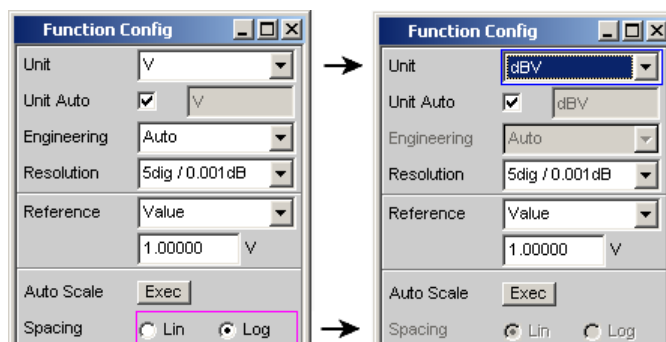 Function Config
Unit V
Unit Auto V
Engineering Auto
Resolution 5dig / 0.001dB
Reference Value
1.00000 V
Auto Scale Exec
Spacing Lin Log
Function Config
Unit dBV
Unit Auto dBV
Engineering Auto
Resolution 5dig / 0.001dB
Reference Value
1.00000 V
Auto Scale Exec
Spacing Lin Log